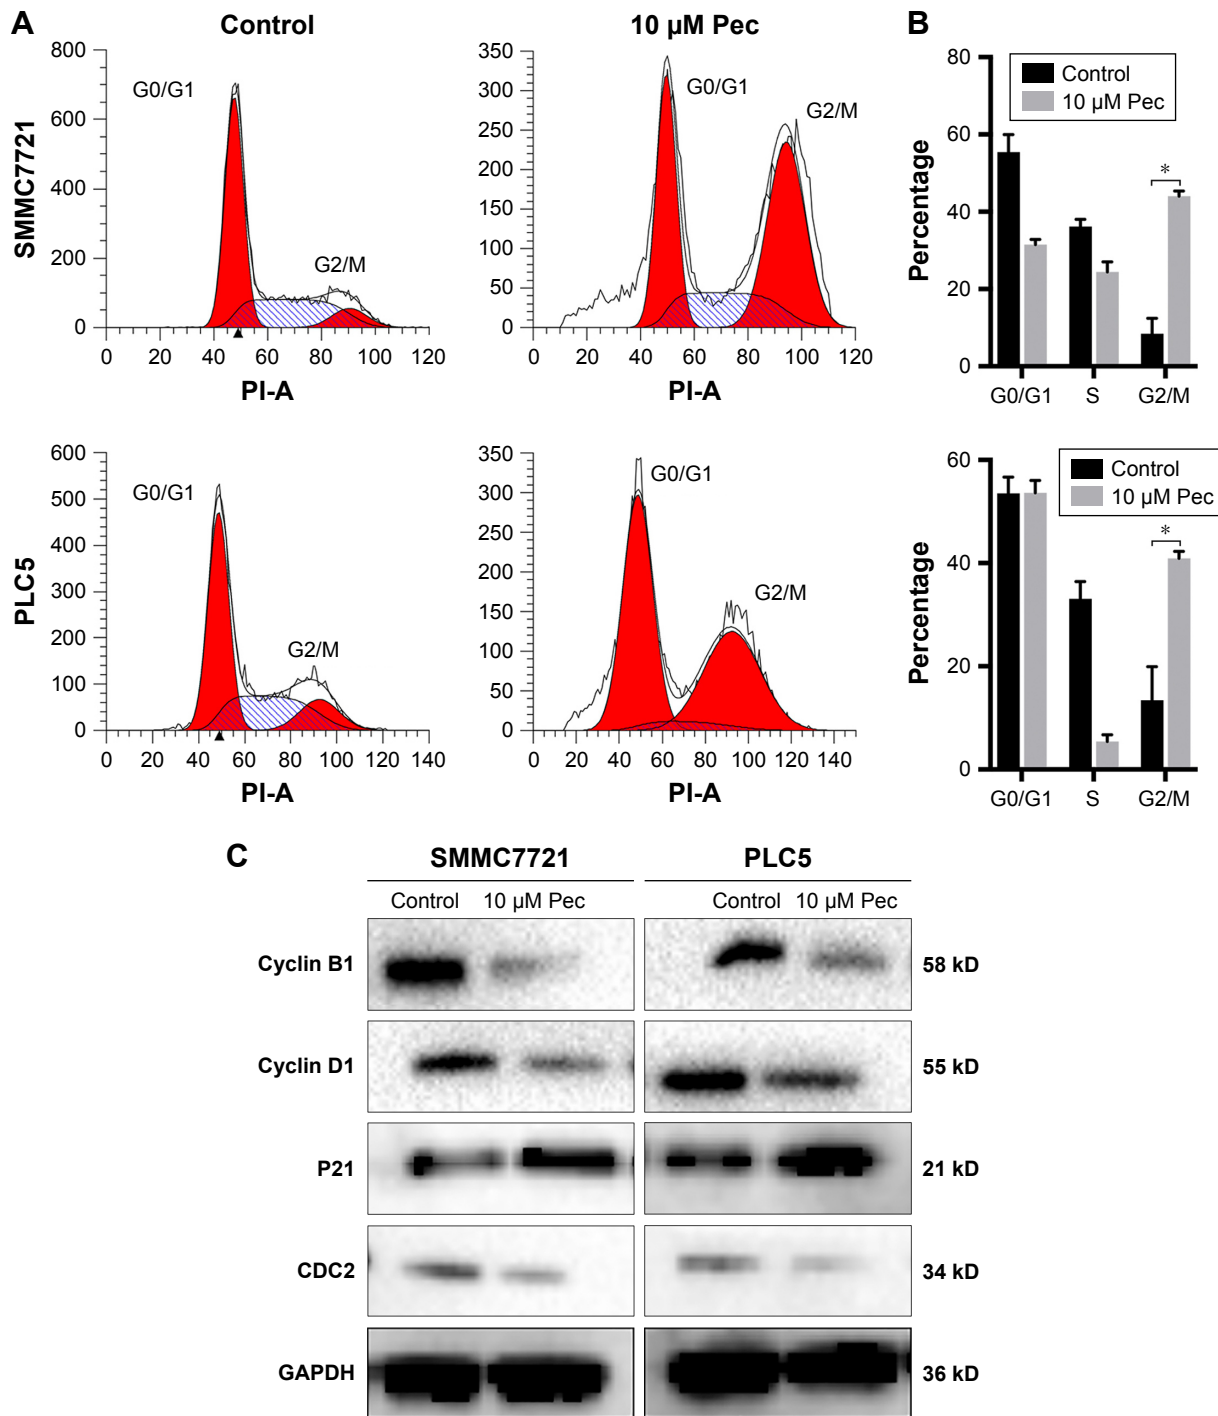 A
Control
10 µM Pec
B
SMMC7721
800
600
400
200
0
G0/G1
G2/M
0 20 40 60 80 100 120
PI-A
350
300
250
200
150
100
50
0
G0/G1
G2/M
0 20 40 60 80 100 120
PI-A
Percentage
80
60
40
20
0
Control
10 µM Pec
*
G0/G1 S G2/M
PLC5
600
500
400
300
200
100
0
G0/G1
G2/M
0 20 40 60 80 100 120 140
PI-A
350
300
250
200
150
100
50
0
G0/G1
G2/M
0 20 40 60 80 100 120 140
PI-A
Percentage
60
40
20
0
Control
10 µM Pec
*
G0/G1 S G2/M
C
SMMC7721 PLC5
Control 10 µM Pec Control 10 µM Pec
Cyclin B1 58 kD
Cyclin D1 55 kD
P21 21 kD
CDC2 34 kD
GAPDH 36 kD